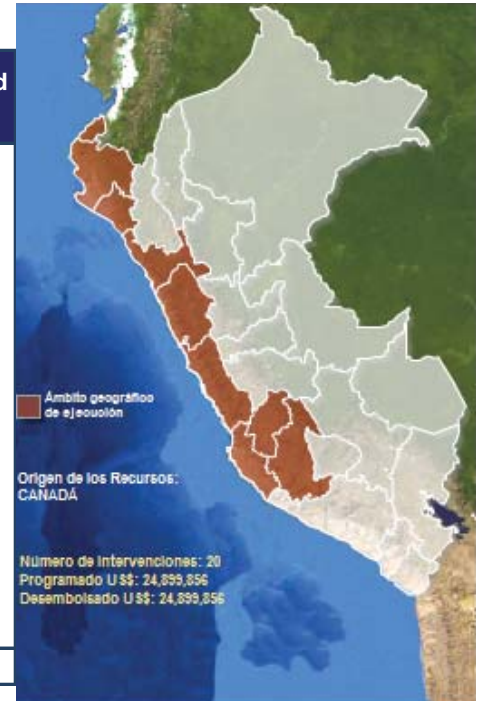 d
Ámbito geográfico
de ejecución
Origen de los Recursos:
CANADÁ
Número de Intervenciones: 20
Programado US$: 24,899,856
Desembolsado US$: 24,899,856